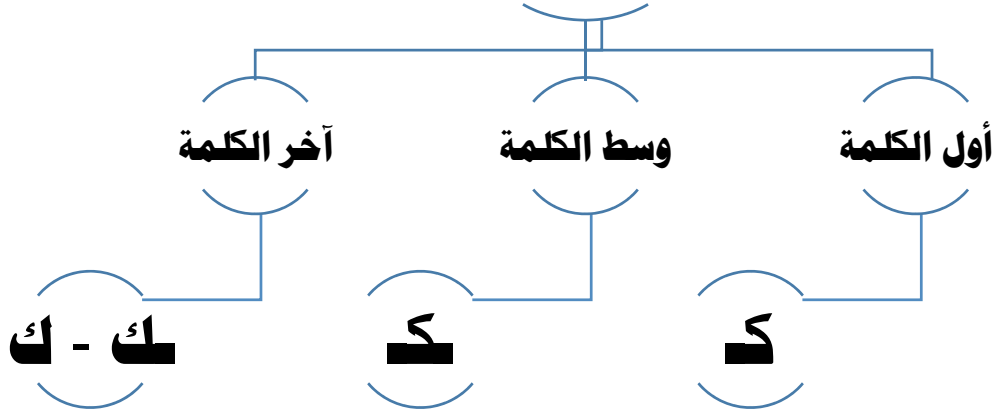 أول الكلمة
وسط الكلمة
آخر الكلمة
كـ
ـكـ
ـك - ك